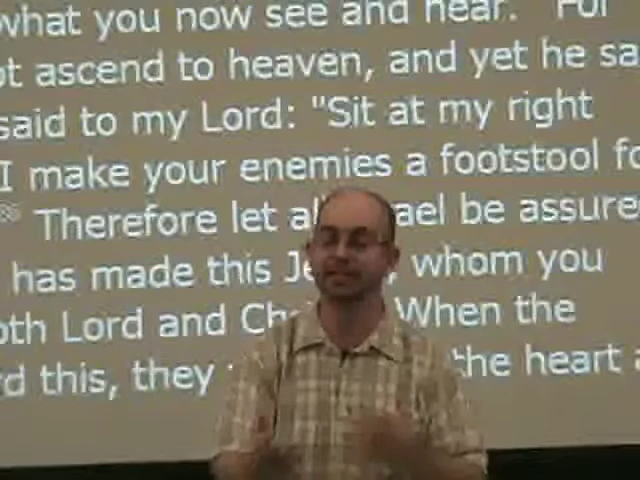 what you now see and hear. For
ot ascend to heaven, and yet he sa
said to my Lord: "Sit at my right
I make your enemies a footstool fo
Therefore let al ael be assure
has made this Je , whom you
oth Lord and Ch When the
rd this, they the heart a